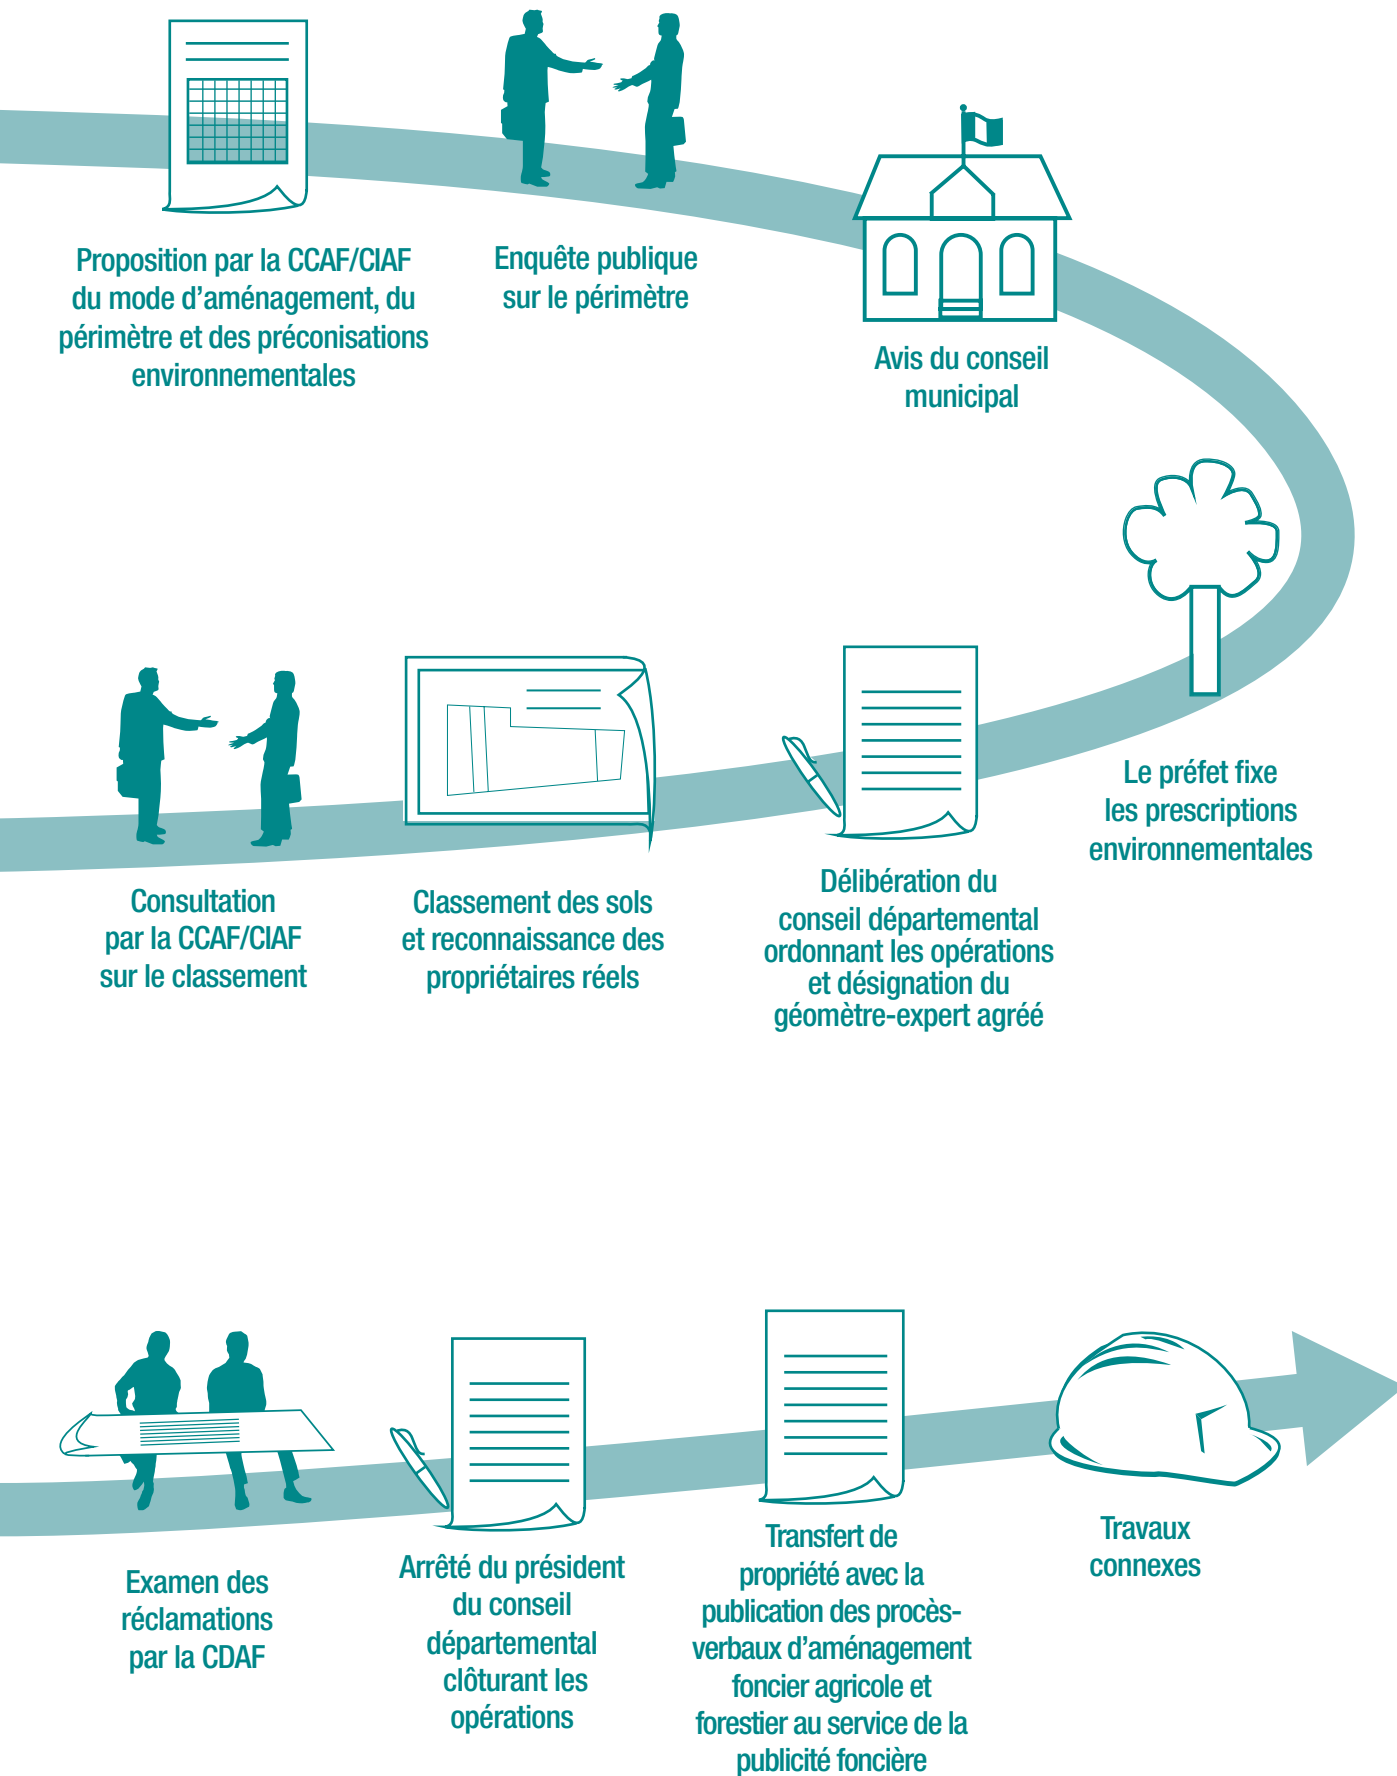 Proposition par la CCAF/CIAF
du mode d'aménagement, du
périmètre et des préconisations
environnementales
Enquête publique
sur le périmètre
Avis du conseil
municipal
Le préfet fixe
les prescriptions
environnementales
Délibération du
conseil départemental
ordonnant les opérations
et désignation du
géomètre-expert agréé
Classement des sols
et reconnaissance des
propriétaires réels
Consultation
par la CCAF/CIAF
sur le classement
Examen des
réclamations
par la CDAF
Arrêté du président
du conseil
départemental
clôturant les
opérations
Transfert de
propriété avec la
publication des procès-
verbaux d'aménagement
foncier agricole et
forestier au service de la
publicité foncière
Travaux
connexes